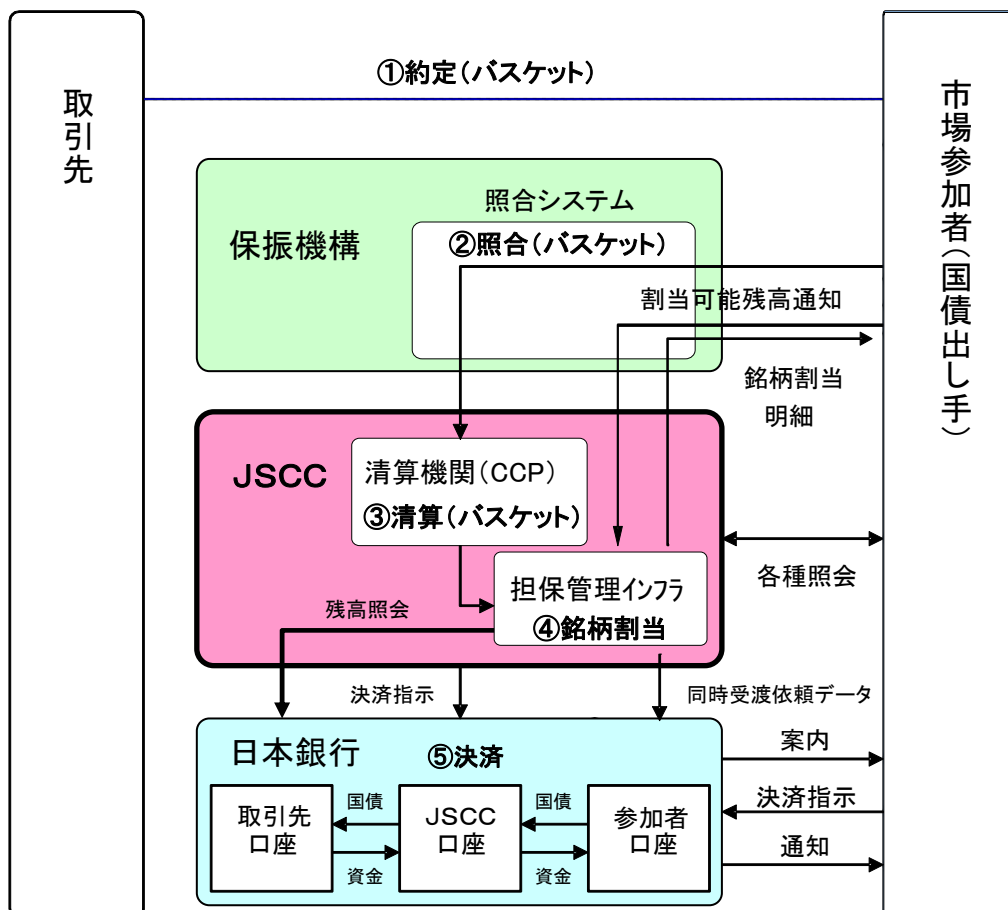 ①約定(バスケット)
取引先
市場参加者(国債出し手)
照合システム
保振機構
②照合(バスケット)
割当可能残高通知
銘柄割当
明細
JSCC
清算機関(CCP)
③清算(バスケット)
各種照会
担保管理インフラ
④銘柄割当
残高照会
決済指示
同時受渡依頼データ
日本銀行
⑤決済
案内
決済指示
通知
取引先
口座
国債
資金
JSCC
口座
国債
資金
参加者
口座